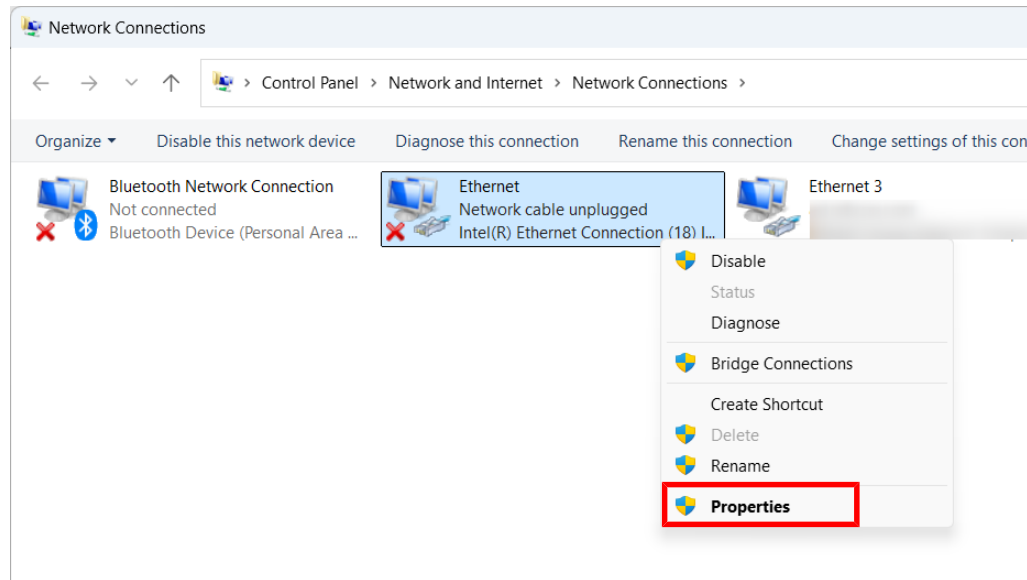 Network Connections
Control Panel > Network and Internet > Network Connections >
Organize Disable this network device Diagnose this connection Rename this connection Change settings of this con
Bluetooth Network Connection
Not connected
Bluetooth Device (Personal Area ...
Ethernet
Network cable unplugged
Intel(R) Ethernet Connection (18) I...
Ethernet 3
Disable
Status
Diagnose
Bridge Connections
Create Shortcut
Delete
Rename
Properties